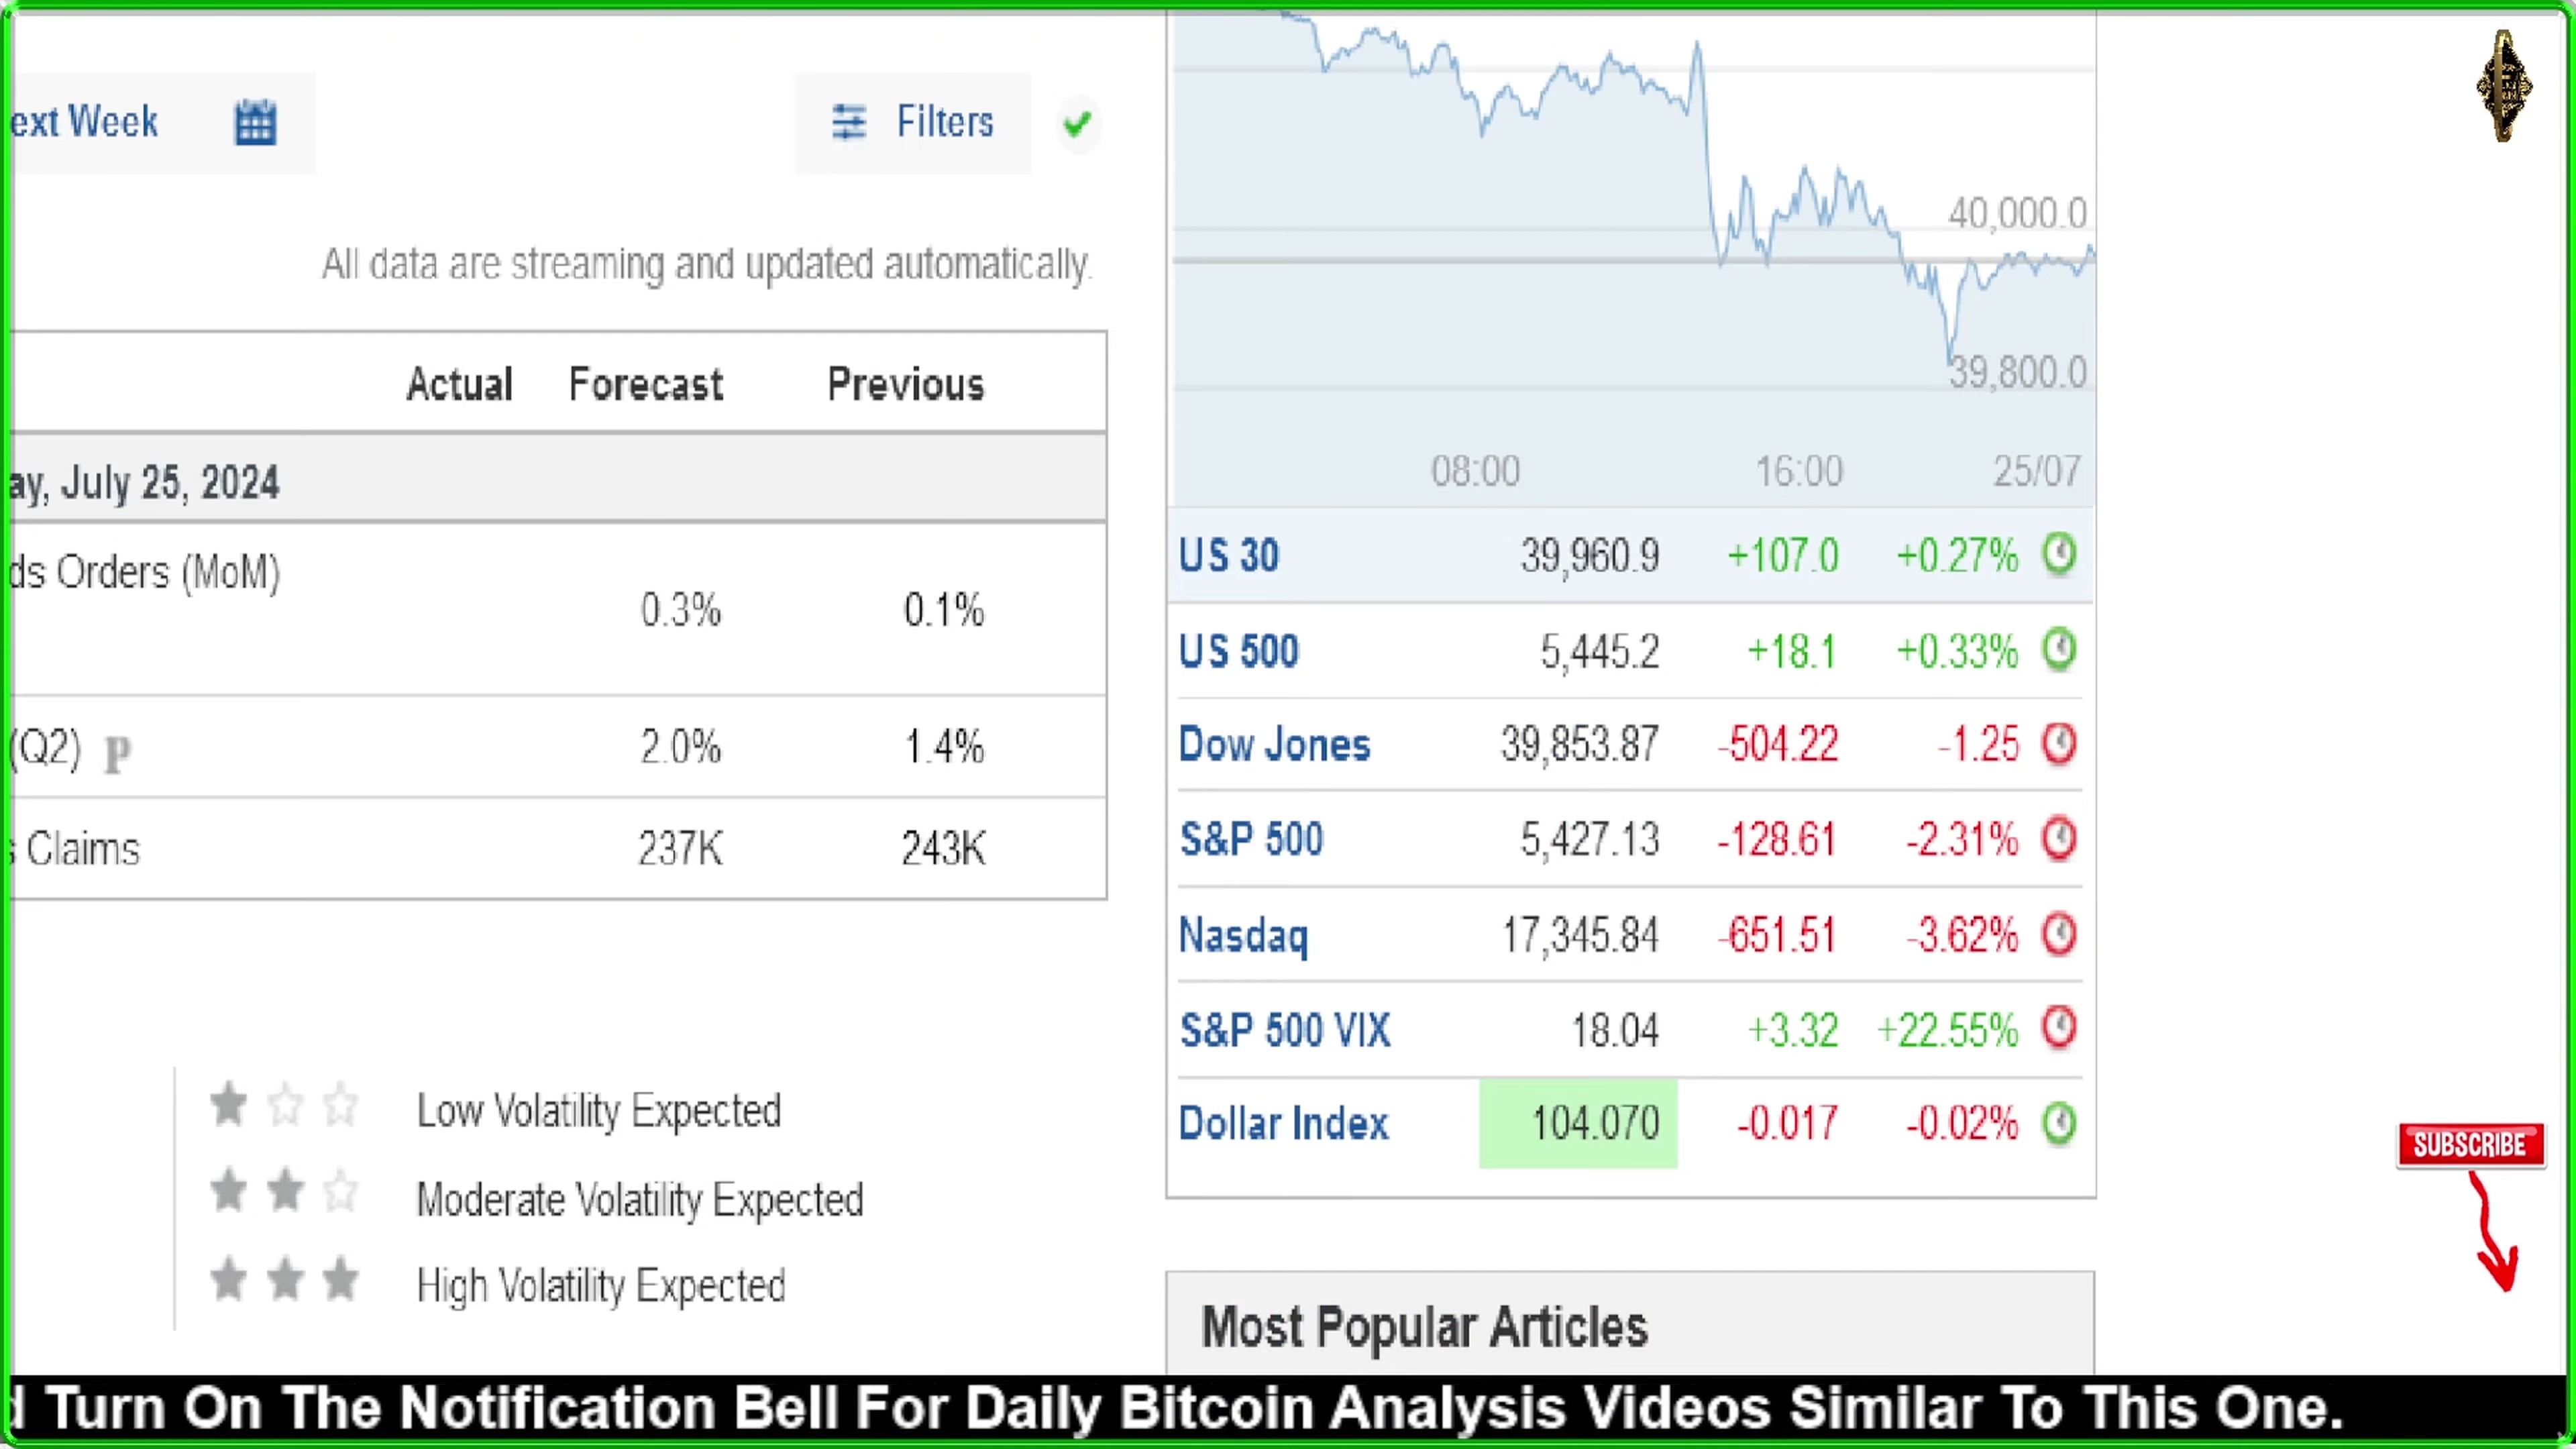 ext Week
Filters
All data are streaming and updated automatically.
Actual Forecast Previous
ay, July 25, 2024
ds Orders (MoM)
0.3% 0.1%
(Q2) P 2.0% 1.4%
s Claims 237K 243K
Low Volatility Expected
Moderate Volatility Expected
High Volatility Expected
40,000.0
39,800.0
08:00 16:00 25/07
US 30 39,960.9 +107.0 +0.27%
US 500 5,445.2 +18.1 +0.33%
Dow Jones 39,853.87 -504.22 -1.25
S&P 500 5,427.13 -128.61 -2.31%
Nasdaq 17,345.84 -651.51 -3.62%
S&P 500 VIX 18.04 +3.32 +22.55%
Dollar Index 104.070 -0.017 -0.02%
Most Popular Articles
SUBSCRIBE
d Turn On The Notification Bell For Daily Bitcoin Analysis Videos Similar To This One.